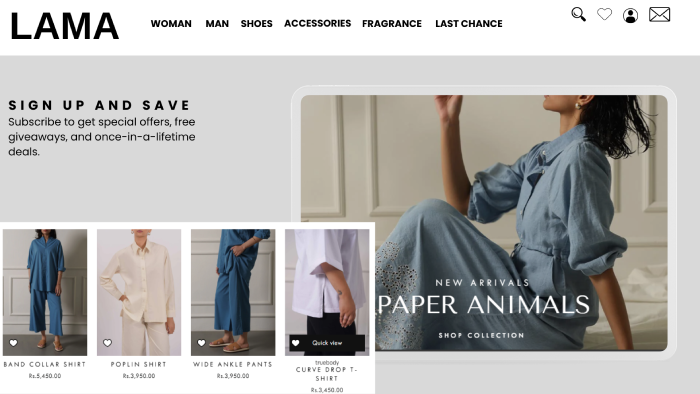 LAMA
WOMAN MAN SHOES ACCESSORIES FRAGRANCE LAST CHANCE
SIGN UP AND SAVE
Subscribe to get special offers, free
giveaways, and once-in-a-lifetime
deals.
NEW ARRIVALS
PAPER ANIMALS
SHOP COLLECTION
Quick view
BAND COLLAR SHIRT
Rs.5,450.00
POPLIN SHIRT
Rs.3,950.00
WIDE ANKLE PANTS
Rs.3,950.00
truebody
CURVE DROP T-
SHIRT
Rs.3,450.00